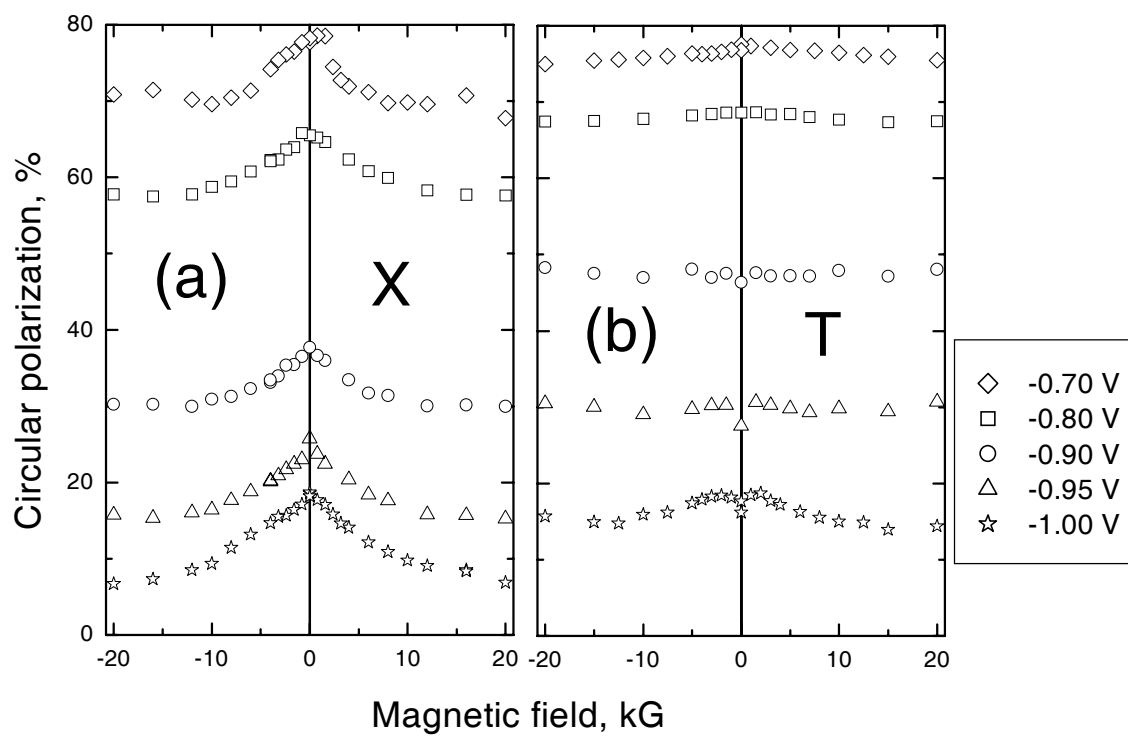 80
60
40
20
0
Circular polarization, %
(a)
X
-20
-10
0
10
20
(b)
T
-20
-10
0
10
20
Magnetic field, kG
-0.70 V
-0.80 V
-0.90 V
-0.95 V
-1.00 V